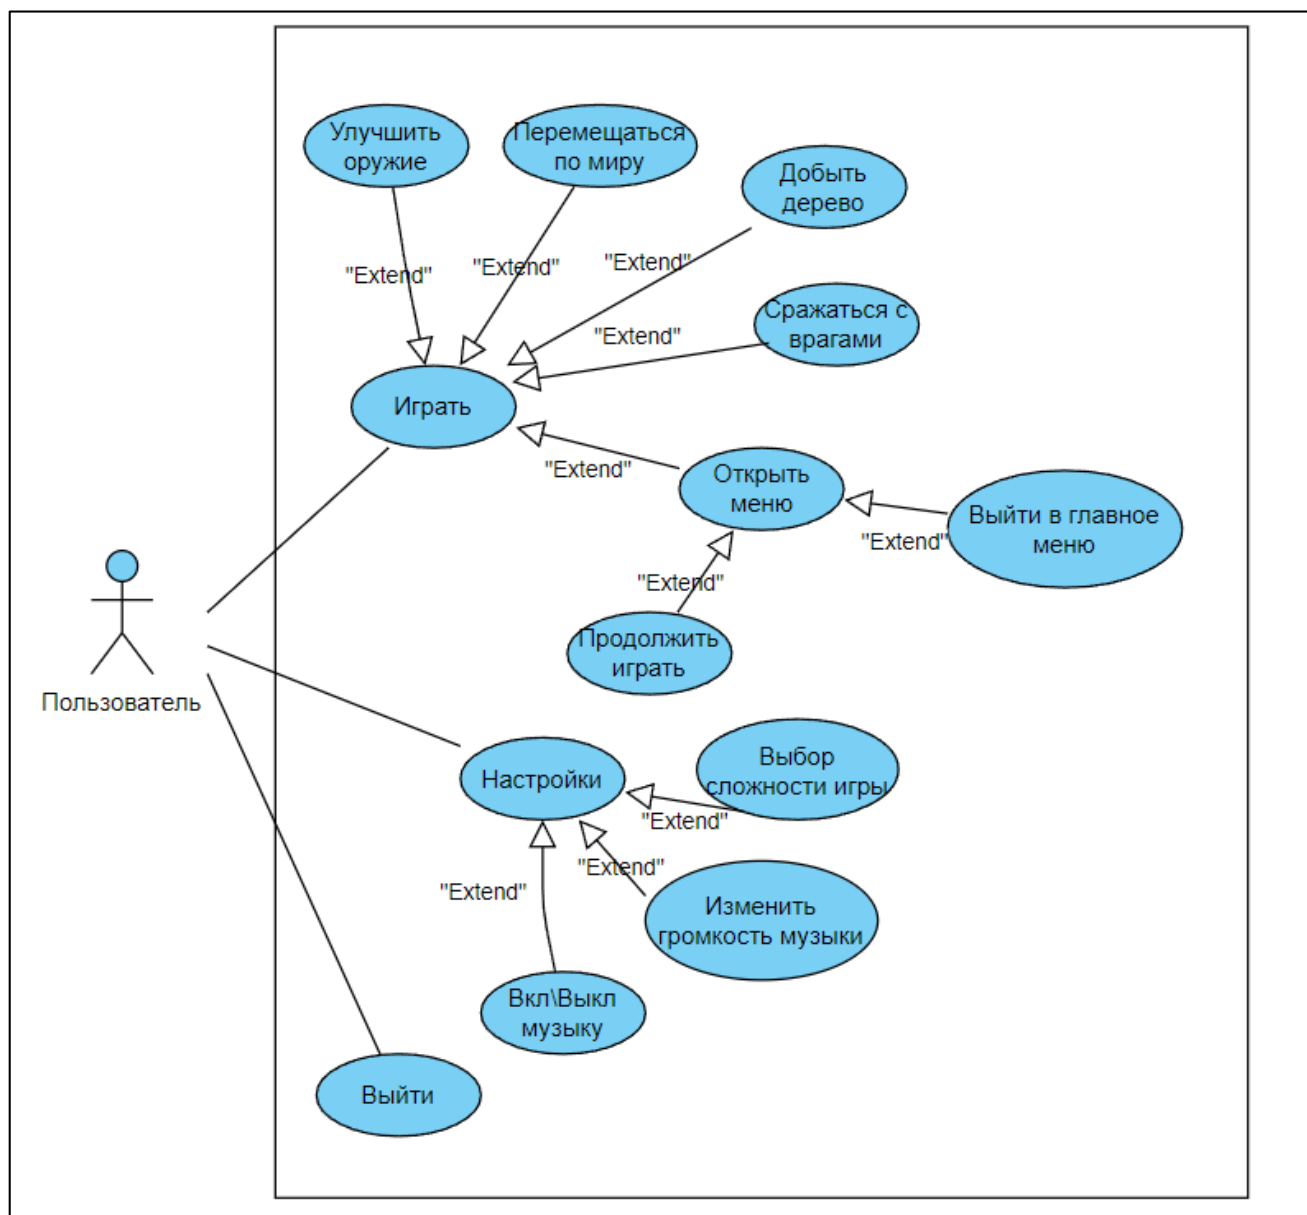 Улучшить
оружие
Перемещаться
по миру
Добыть
дерево
"Extend"
"Extend"
"Extend"
Сражаться с
врагами
"Extend"
Играть
"Extend"
Открыть
меню
Выйти в главное
меню
"Extend"
"Extend"
Продолжить
играть
Пользователь
Настройки
Выбор
сложности игры
"Extend"
"Extend"
"Extend"
Изменить
громкость музыки
Вкл\Выкл
музыку
Выйти